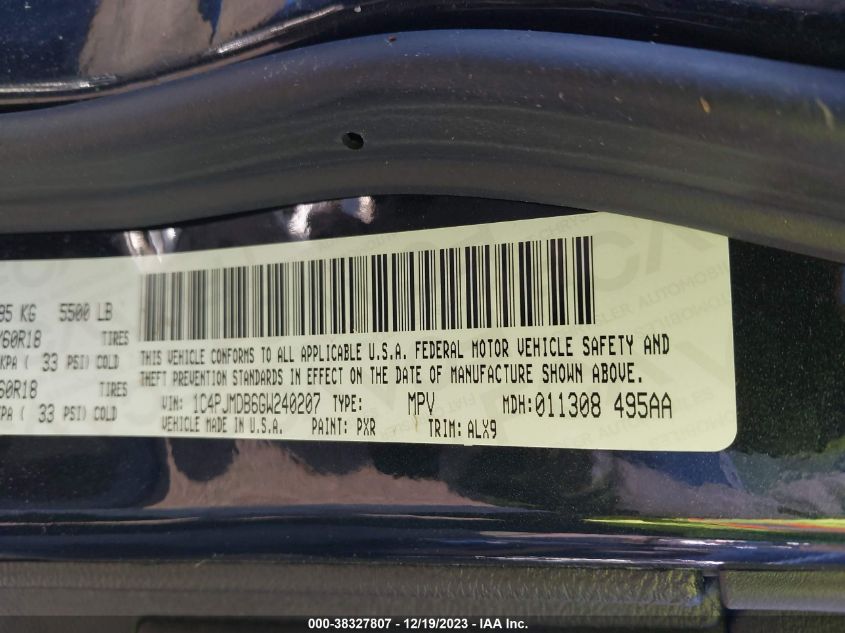 95 KG 5500 LB
/60R18 TIRES
KPA ( 33 PSI) COLD
60R18 TIRES
KPA ( 33 PSI) COLD
THIS VEHICLE CONFORMS TO ALL APPLICABLE U.S.A. FEDERAL MOTOR VEHICLE SAFETY AND
THEFT PREVENTION STANDARDS IN EFFECT ON THE DATE OF MANUFACTURE SHOWN ABOVE.
VIN: 1C4PJMDB6GW240207 TYPE: MPV MDH: 011308 495AA
VEHICLE MADE IN U.S.A. PAINT: PXR TRIM: ALX9
000-38327807 - 12/19/2023 - IAA Inc.